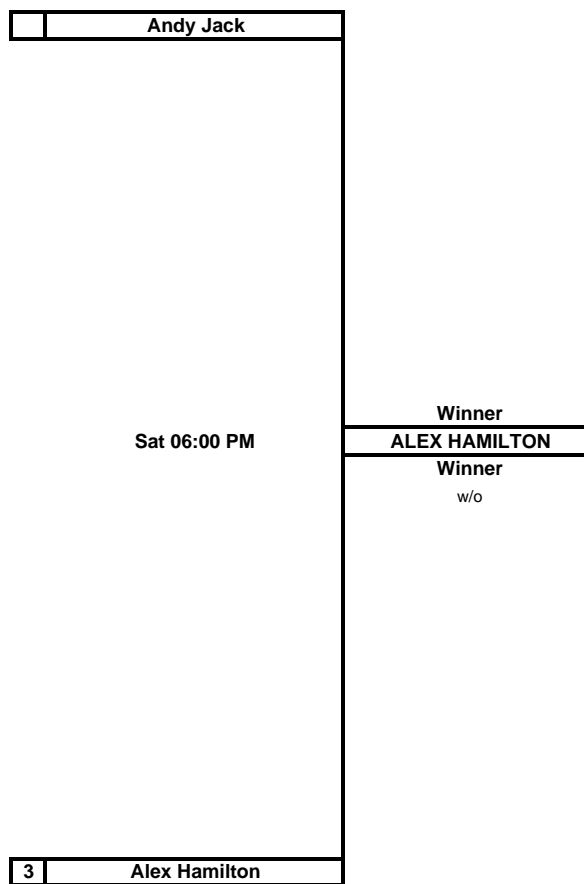 Andy Jack
Winner
Sat 06:00 PM ALEX HAMILTON
Winner
w/o
3 Alex Hamilton